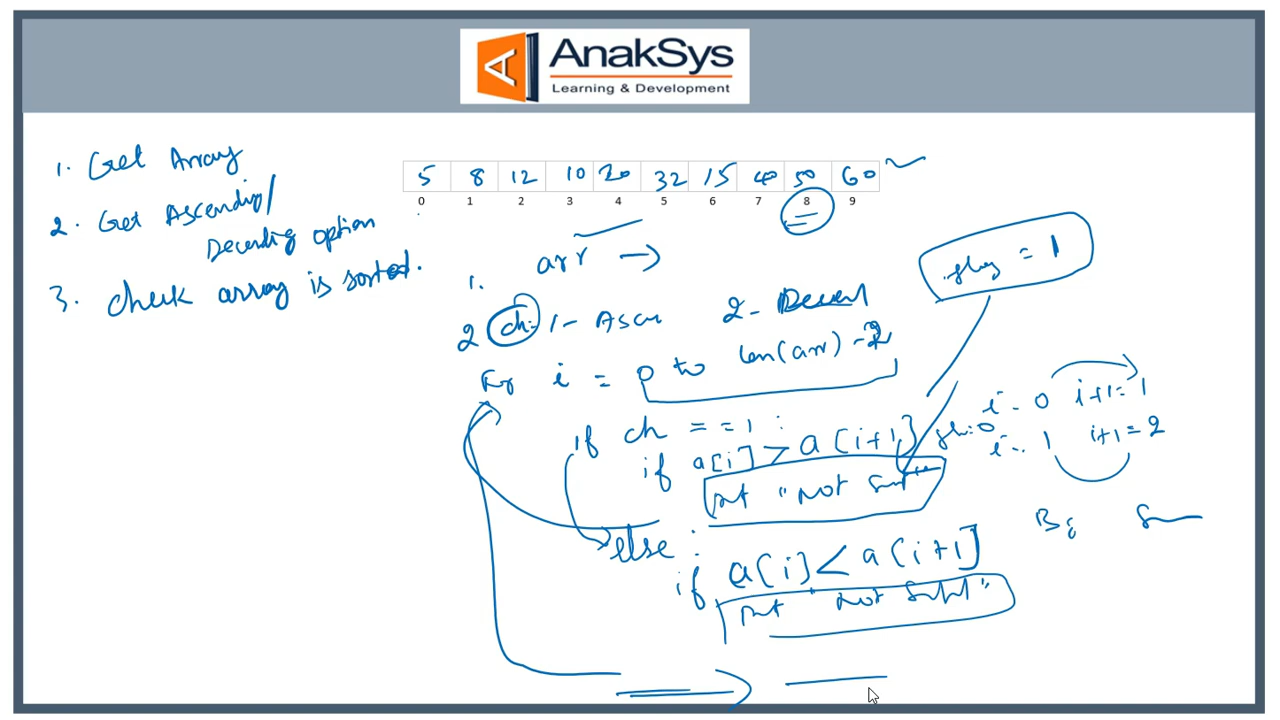 AnakSys
Learning & Development
1. Get Array
2. Get Ascending/
Decending option
3. check array is sorted.
5 8 12 10 20 32 15 40 50 60
0 1 2 3 4 5 6 7 8 9
1. arr →
flag = 1
2 ch= 1- Ascen 2-
For i = 0 to len(arr) -2
i - 0 i+1=1
if ch = = 1 :
i - 1 i+1=2
if a[i] > a[i+1]
"Not
else :
if a[i] < a[i+1]
"not